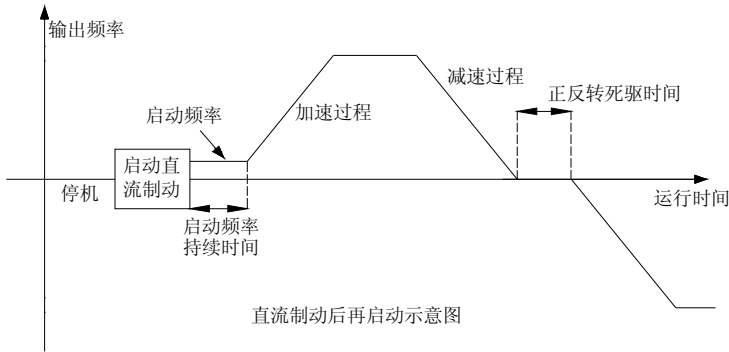 输出频率
减速过程
正反转死驱时间
启动频率
加速过程
启动直
流制动
停机
运行时间
启动频率
持续时间
直流制动后再启动示意图